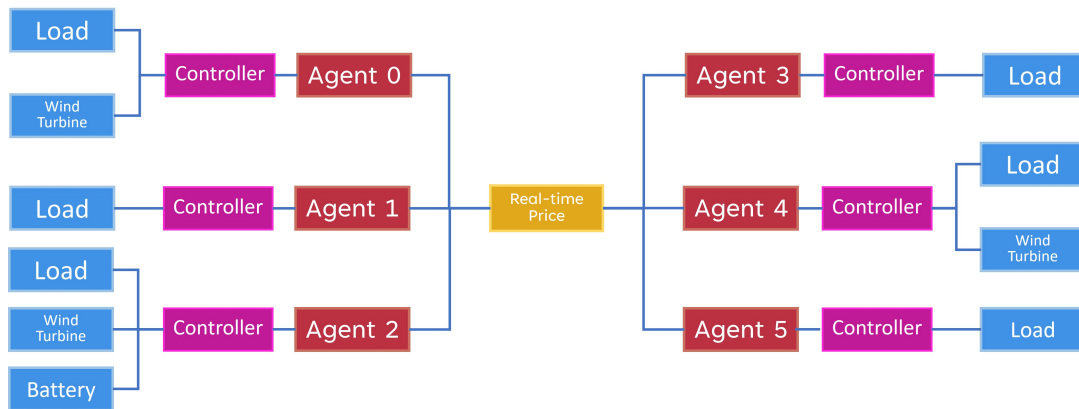 Load
Wind
Turbine
Controller
Agent 0
Load
Controller
Agent 1
Load
Wind
Turbine
Battery
Controller
Agent 2
Real-time
Price
Agent 3
Controller
Load
Agent 4
Controller
Load
Wind
Turbine
Agent 5
Controller
Load